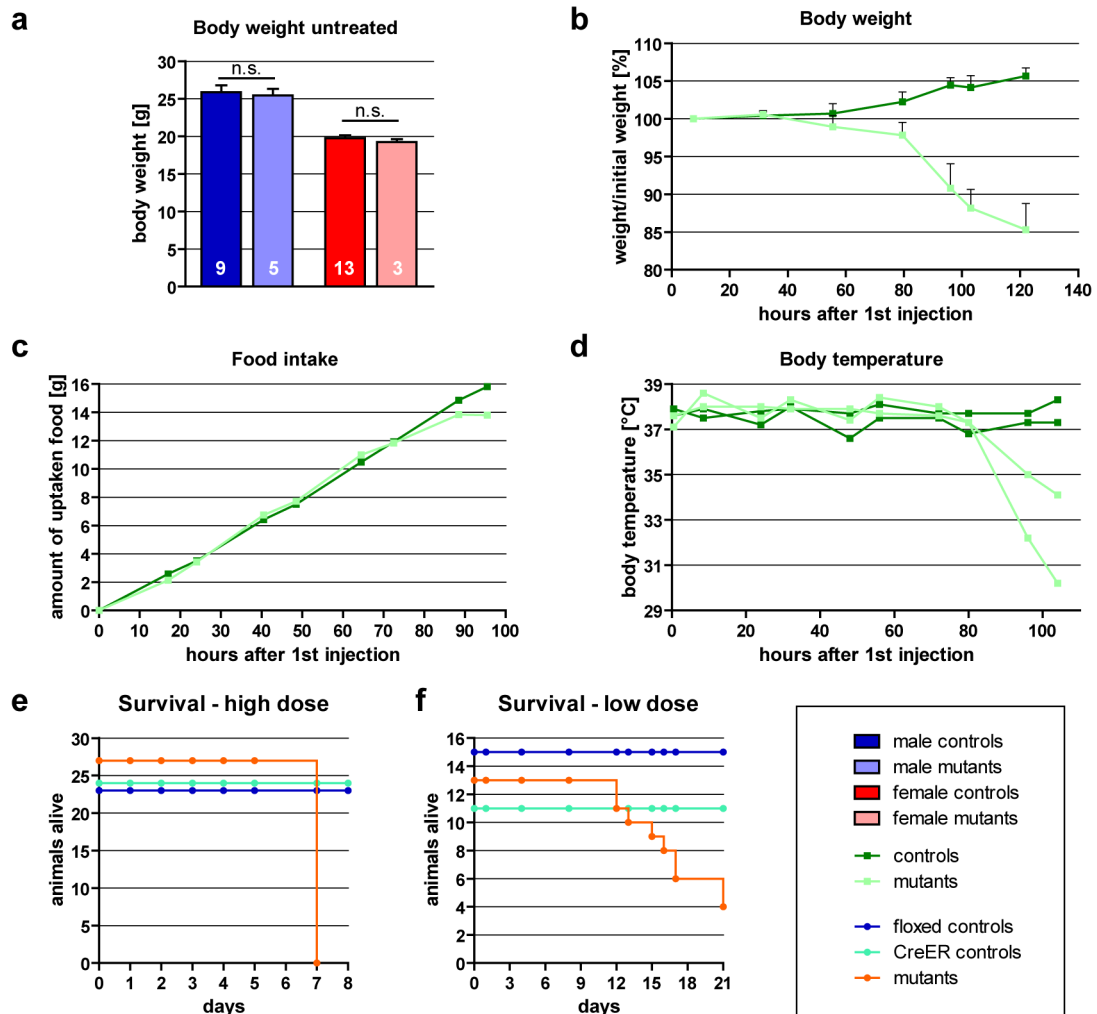 a
Body weight untreated
body weight [g]
30
25
20
15
10
5
0
n.s.
n.s.
9
5
13
3
b
Body weight
weight/initial weight [%]
110
105
100
95
90
85
80
0 20 40 60 80 100 120 140
hours after 1st injection
c
Food intake
amount of uptaken food [g]
16
14
12
10
8
6
4
2
0
0 10 20 30 40 50 60 70 80 90 100
hours after 1st injection
d
Body temperature
body temperature [°C]
39
37
35
33
31
29
0 20 40 60 80 100
hours after 1st injection
e
Survival - high dose
animals alive
30
25
20
15
10
5
0
0 1 2 3 4 5 6 7 8
days
f
Survival - low dose
animals alive
16
14
12
10
8
6
4
2
0
0 3 6 9 12 15 18 21
days
male controls
male mutants
female controls
female mutants
controls
mutants
floxed controls
CreER controls
mutants